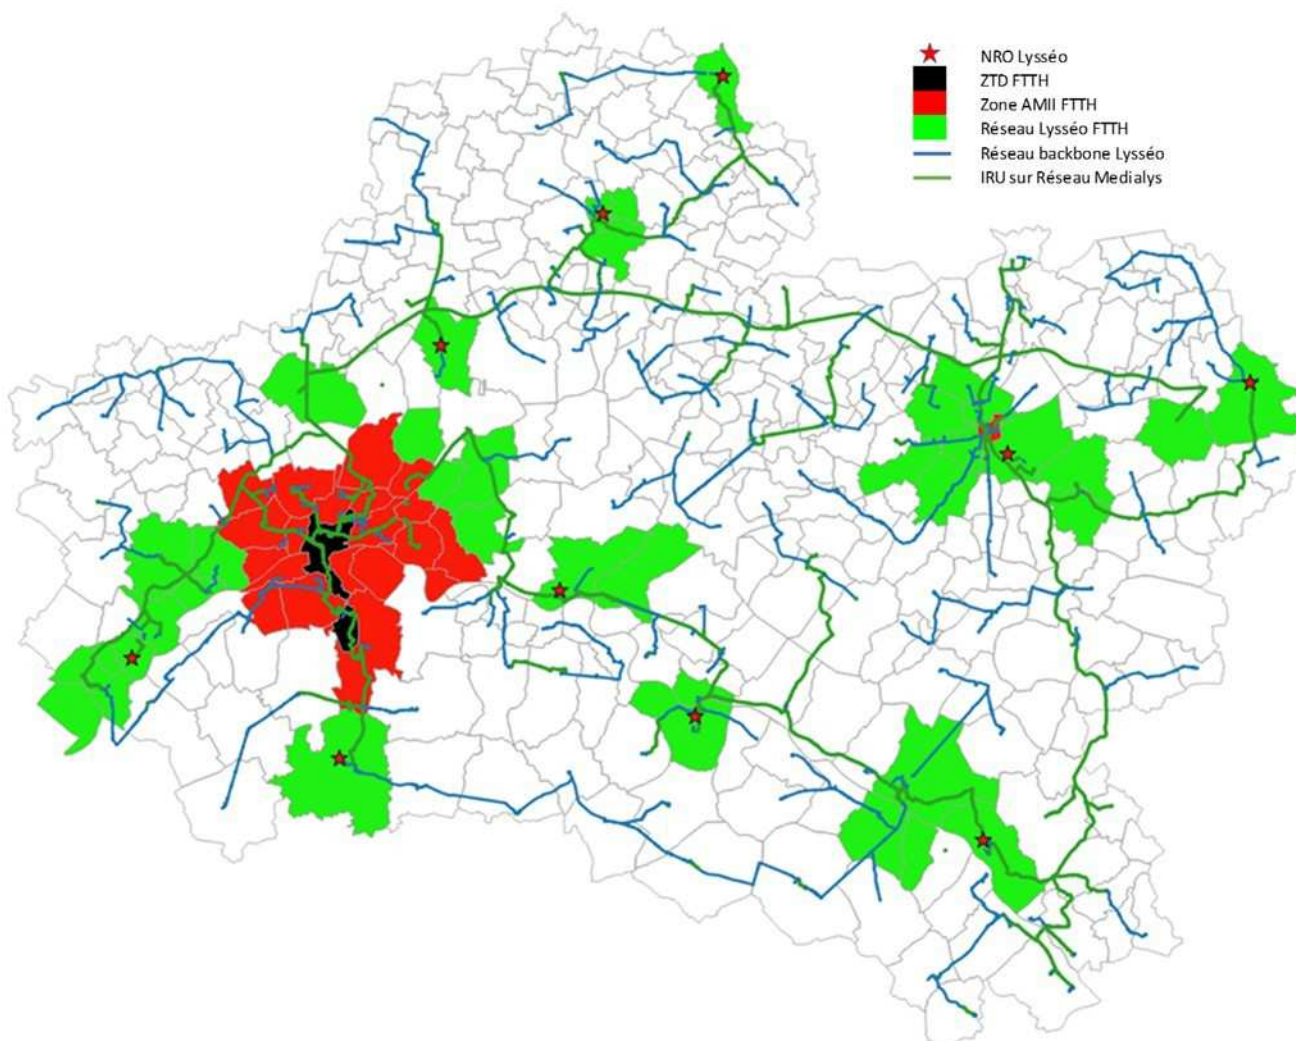 NRO Lysséo
ZTD FTTH
Zone AMII FTTH
Réseau Lysséo FTTH
Réseau backbone Lysséo
IRU sur Réseau Medialys